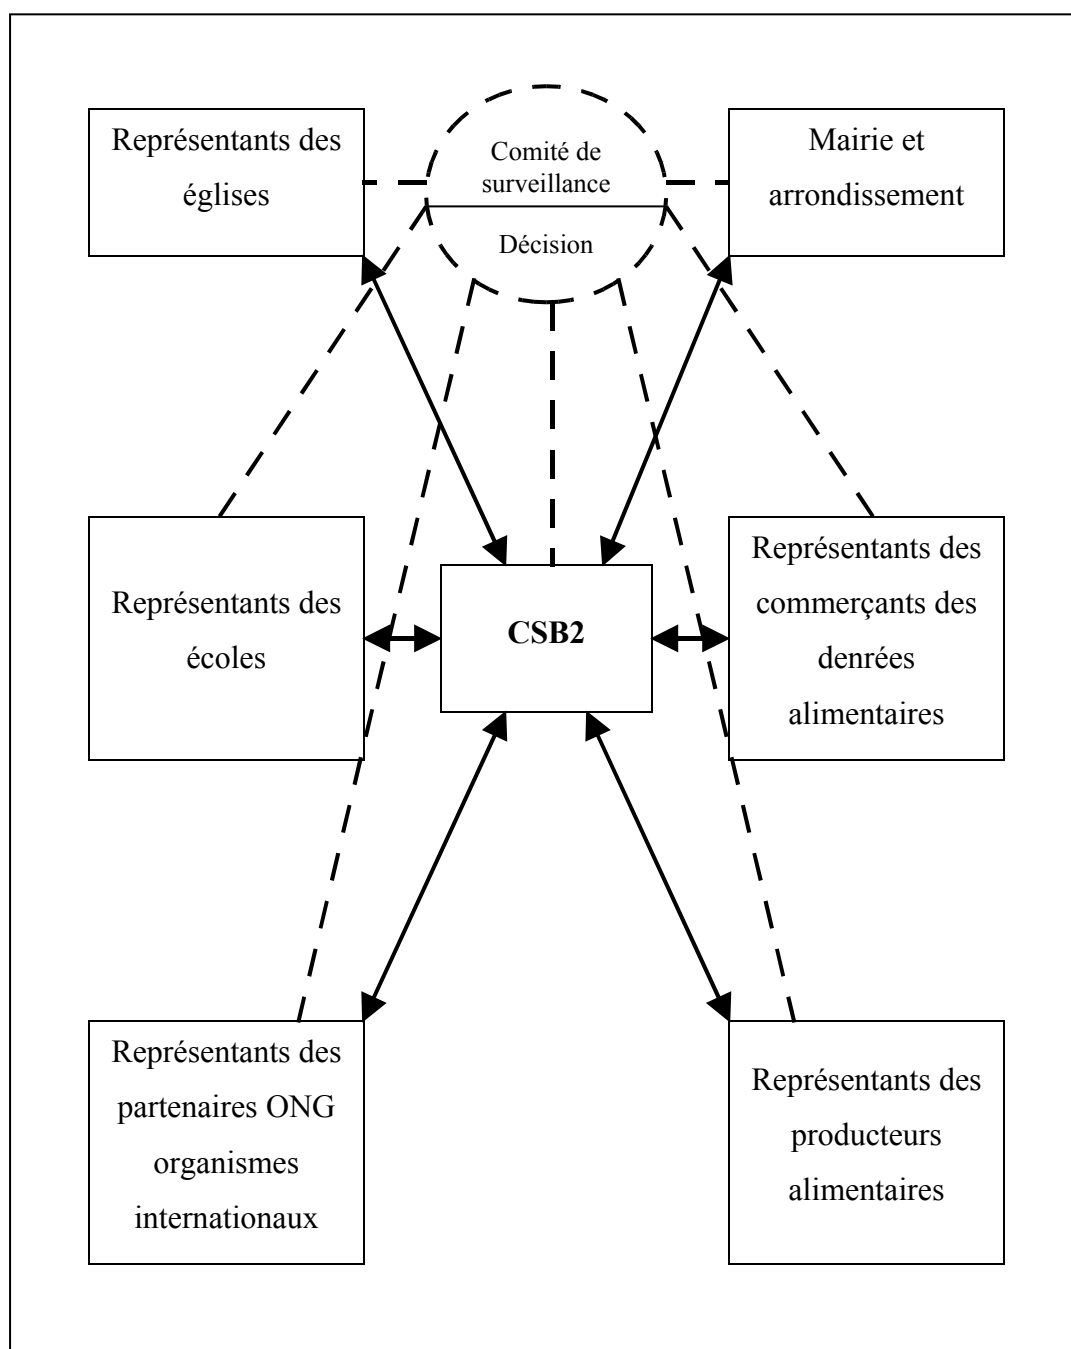 Représentants des
églises
Comité de
surveillance
Décision
Mairie et
arrondissement
Représentants des
écoles
CSB2
Représentants des
commerçants des
denrées
alimentaires
Représentants des
partenaires ONG
organismes
internationaux
Représentants des
producteurs
alimentaires